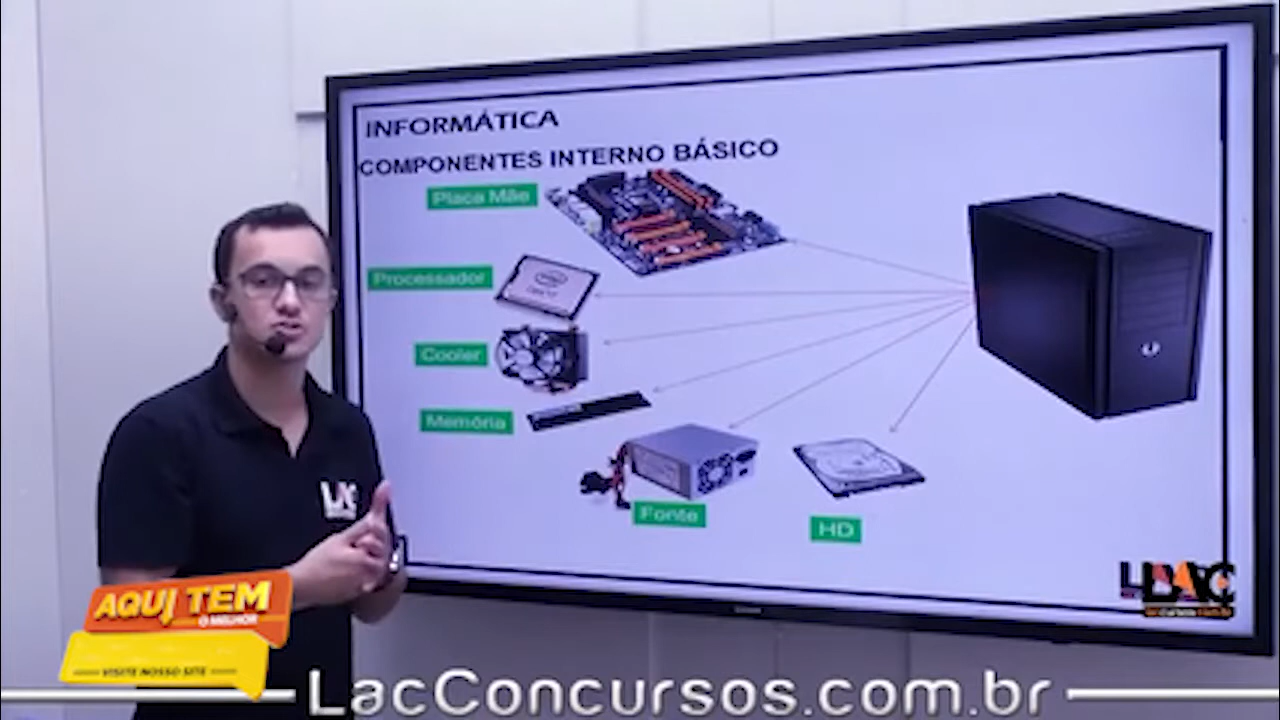 INFORMÁTICA
COMPONENTES INTERNO BÁSICO
Placa Mãe
Processador
Cooler
Memória
Fonte
HD
LAC
LAC
AQUI TEM
O MELHOR
VISITE NOSSO SITE
LacConcursos.com.br